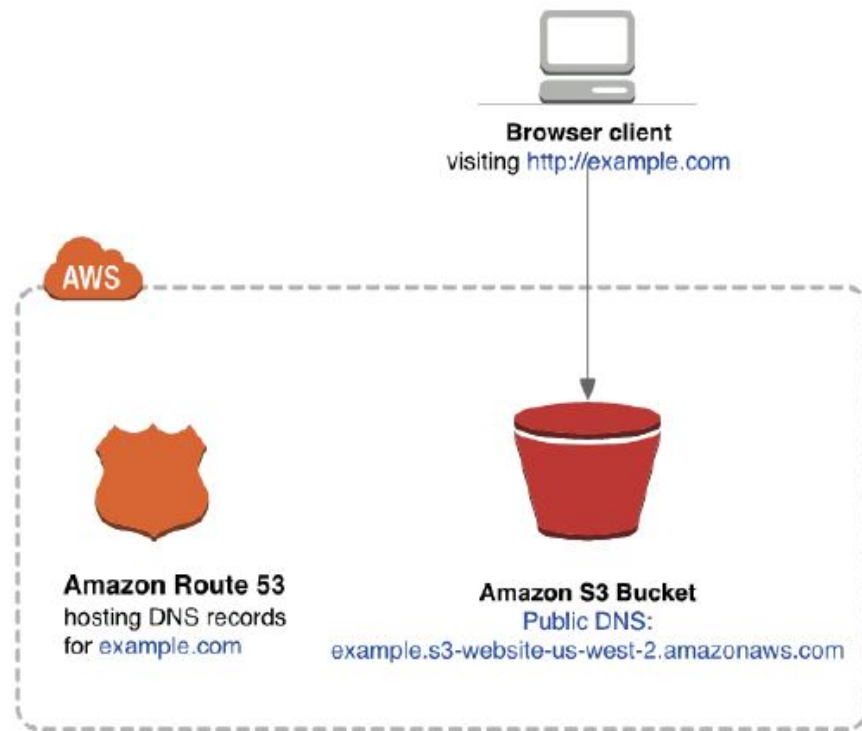 Browser client
visiting http://example.com
AWS
Amazon Route 53
hosting DNS records
for example.com
Amazon S3 Bucket
Public DNS:
example.s3-website-us-west-2.amazonaws.com